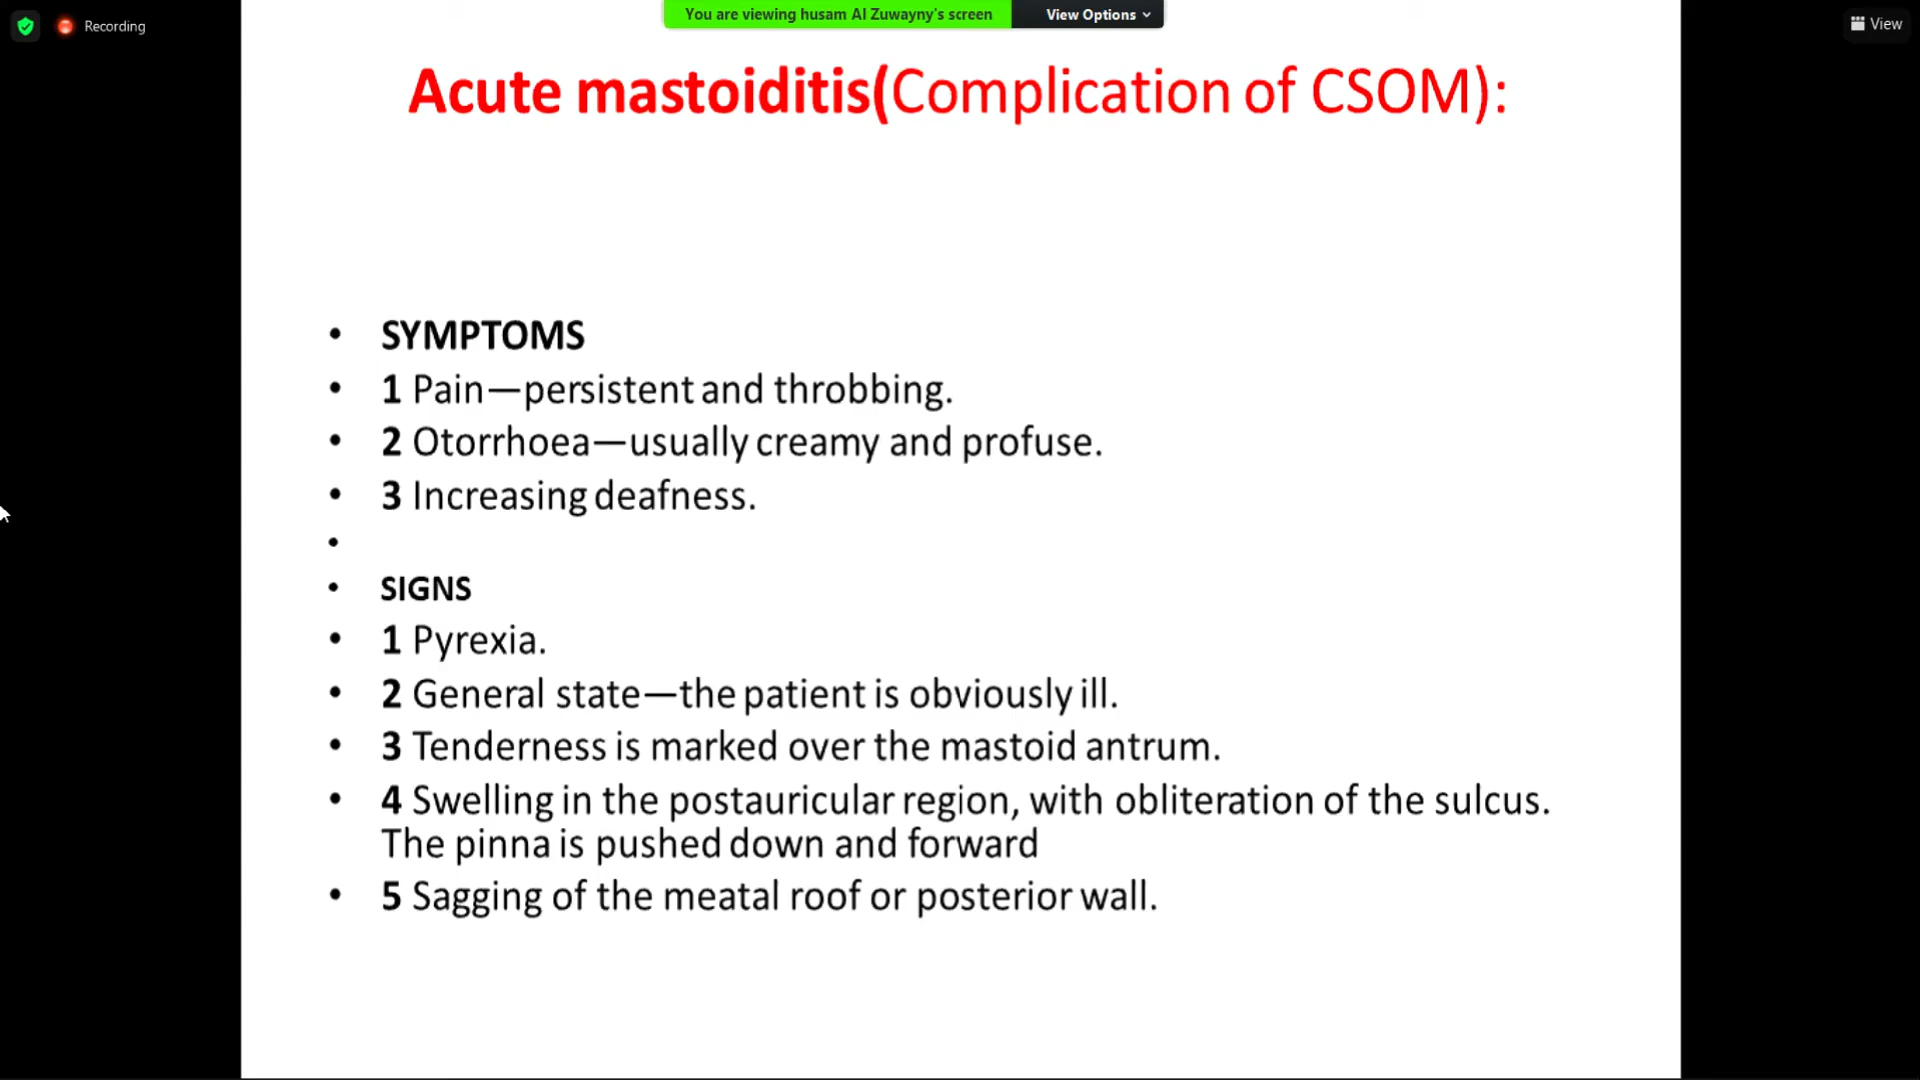 Recording
You are viewing husam Al Zuwayny's screen
View Options
View
Acute mastoiditis(Complication of CSOM):
• SYMPTOMS
• 1 Pain—persistent and throbbing.
• 2 Otorrhoea—usually creamy and profuse.
• 3 Increasing deafness.
•
• SIGNS
• 1 Pyrexia.
• 2 General state—the patient is obviously ill.
• 3 Tenderness is marked over the mastoid antrum.
• 4 Swelling in the postauricular region, with obliteration of the sulcus.
The pinna is pushed down and forward
• 5 Sagging of the meatal roof or posterior wall.